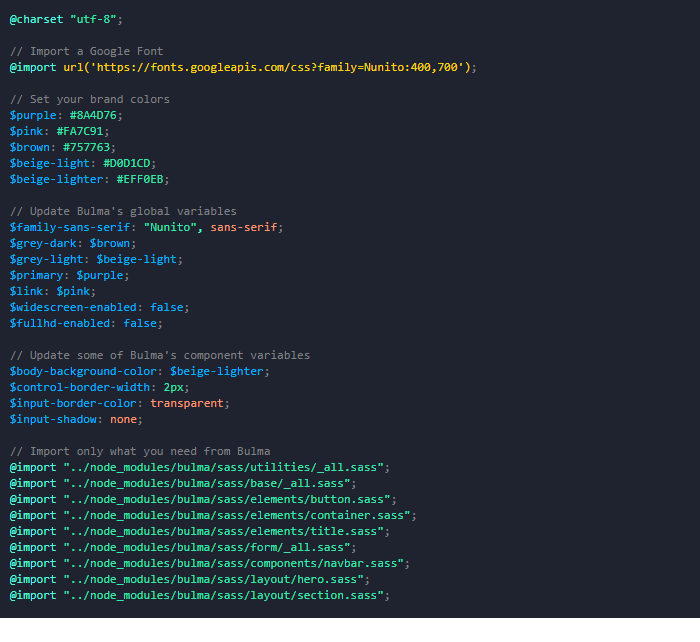 @charset "utf-8";
// Import a Google Font
@import url('https://fonts.googleapis.com/css?family=Nunito:400,700');
// Set your brand colors
$purple: #8A4D76;
$pink: #FA7C91;
$brown: #757763;
$beige-light: #D0D1CD;
$beige-lighter: #EFF0EB;
// Update Bulma's global variables
$family-sans-serif: "Nunito", sans-serif;
$grey-dark: $brown;
$grey-light: $beige-light;
$primary: $purple;
$link: $pink;
$widescreen-enabled: false;
$fullhd-enabled: false;
// Update some of Bulma's component variables
$body-background-color: $beige-lighter;
$control-border-width: 2px;
$input-border-color: transparent;
$input-shadow: none;
// Import only what you need from Bulma
@import "../node_modules/bulma/sass/utilities/_all.sass";
@import "../node_modules/bulma/sass/base/_all.sass";
@import "../node_modules/bulma/sass/elements/button.sass";
@import "../node_modules/bulma/sass/elements/container.sass";
@import "../node_modules/bulma/sass/elements/title.sass";
@import "../node_modules/bulma/sass/form/_all.sass";
@import "../node_modules/bulma/sass/components/navbar.sass";
@import "../node_modules/bulma/sass/layout/hero.sass";
@import "../node_modules/bulma/sass/layout/section.sass";